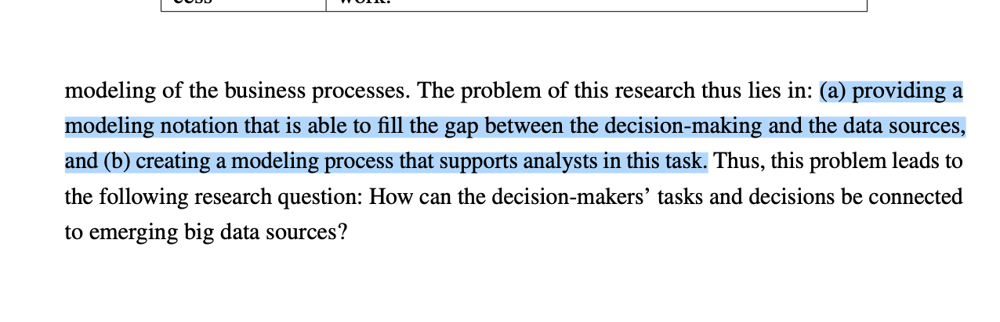 cess work.
modeling of the business processes. The problem of this research thus lies in: (a) providing a
modeling notation that is able to fill the gap between the decision-making and the data sources,
and (b) creating a modeling process that supports analysts in this task. Thus, this problem leads to
the following research question: How can the decision-makers’ tasks and decisions be connected
to emerging big data sources?